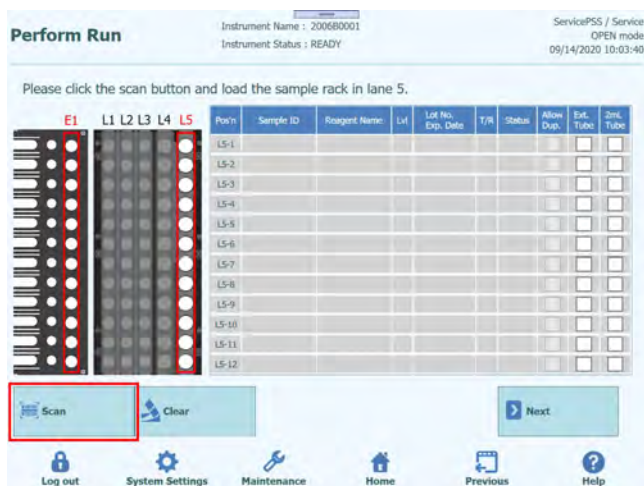 Perform Run
Instrument Name : 2006B0001
Instrument Status : READY
ServicePSS / Service
OPEN mode
09/14/2020 10:03:40
Please click the scan button and load the sample rack in lane 5.
E1 L1 L2 L3 L4 L5
Pos'n Sample ID Reagent Name Lvl Lot No. Exp. Date T/R Status Allow Dup. Ext. Tube 2mL Tube
L5-1
L5-2
L5-3
L5-4
L5-5
L5-6
L5-7
L5-8
L5-9
L5-10
L5-11
L5-12
Scan
Clear
Next
Log out System Settings Maintenance Home Previous Help